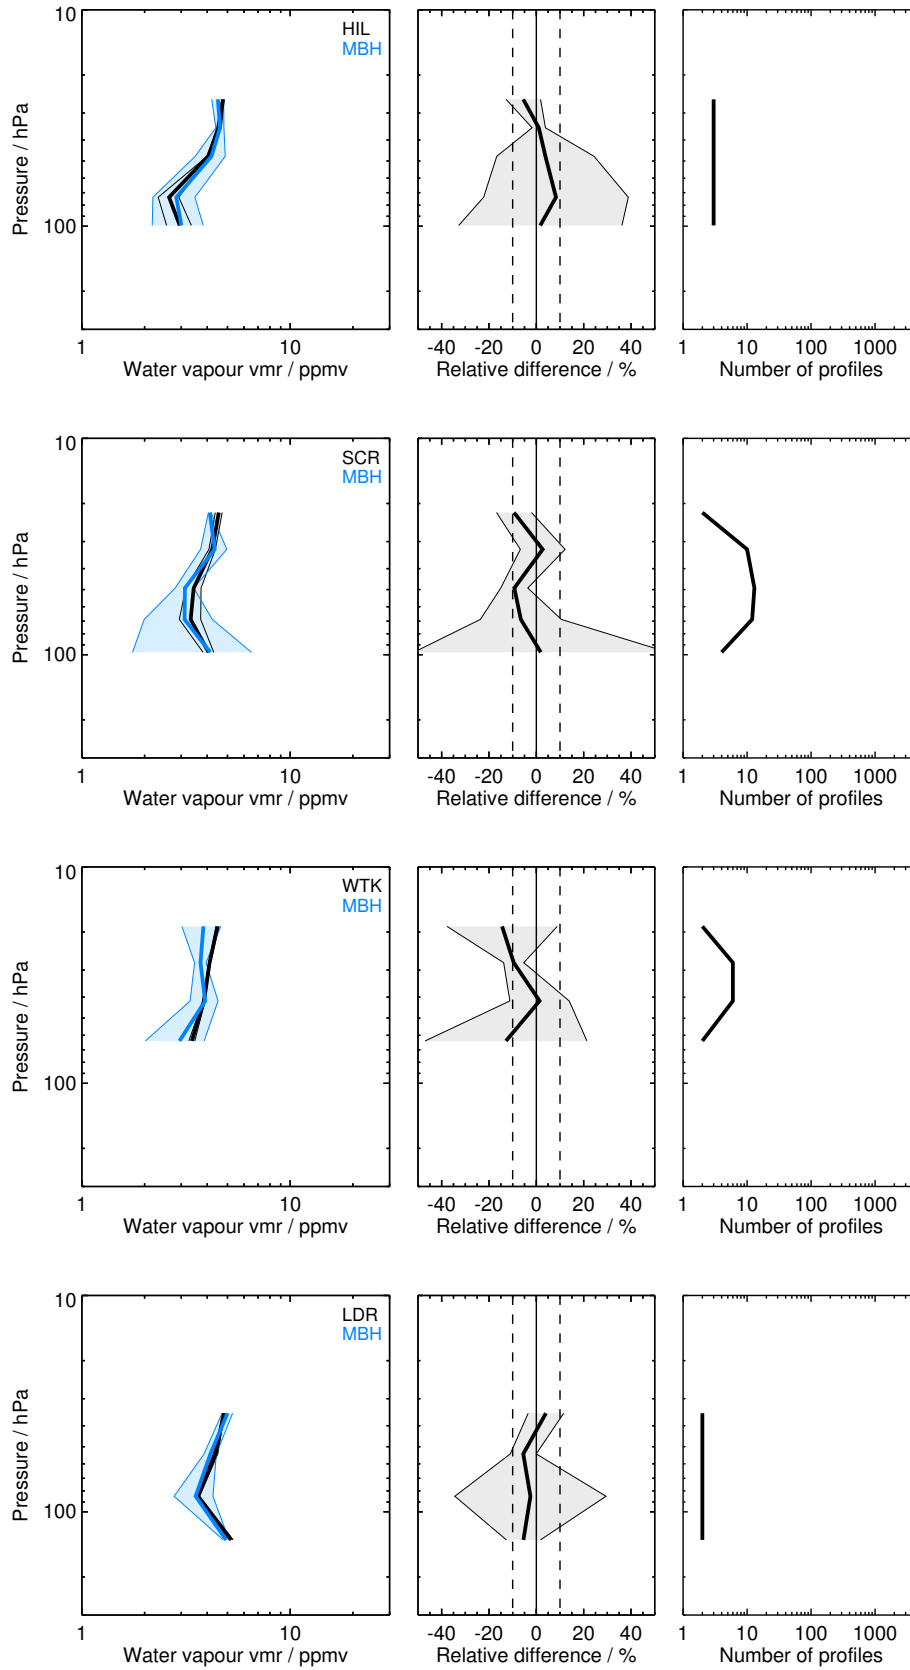 10
HIL
MBH
Pressure / hPa
100
1 10
-40 -20 0 20 40
1 10 100 1000
Water vapour vmr / ppmv
Relative difference / %
Number of profiles
10
SCR
MBH
Pressure / hPa
100
1 10
-40 -20 0 20 40
1 10 100 1000
Water vapour vmr / ppmv
Relative difference / %
Number of profiles
10
WTK
MBH
Pressure / hPa
100
1 10
-40 -20 0 20 40
1 10 100 1000
Water vapour vmr / ppmv
Relative difference / %
Number of profiles
10
LDR
MBH
Pressure / hPa
100
1 10
-40 -20 0 20 40
1 10 100 1000
Water vapour vmr / ppmv
Relative difference / %
Number of profiles